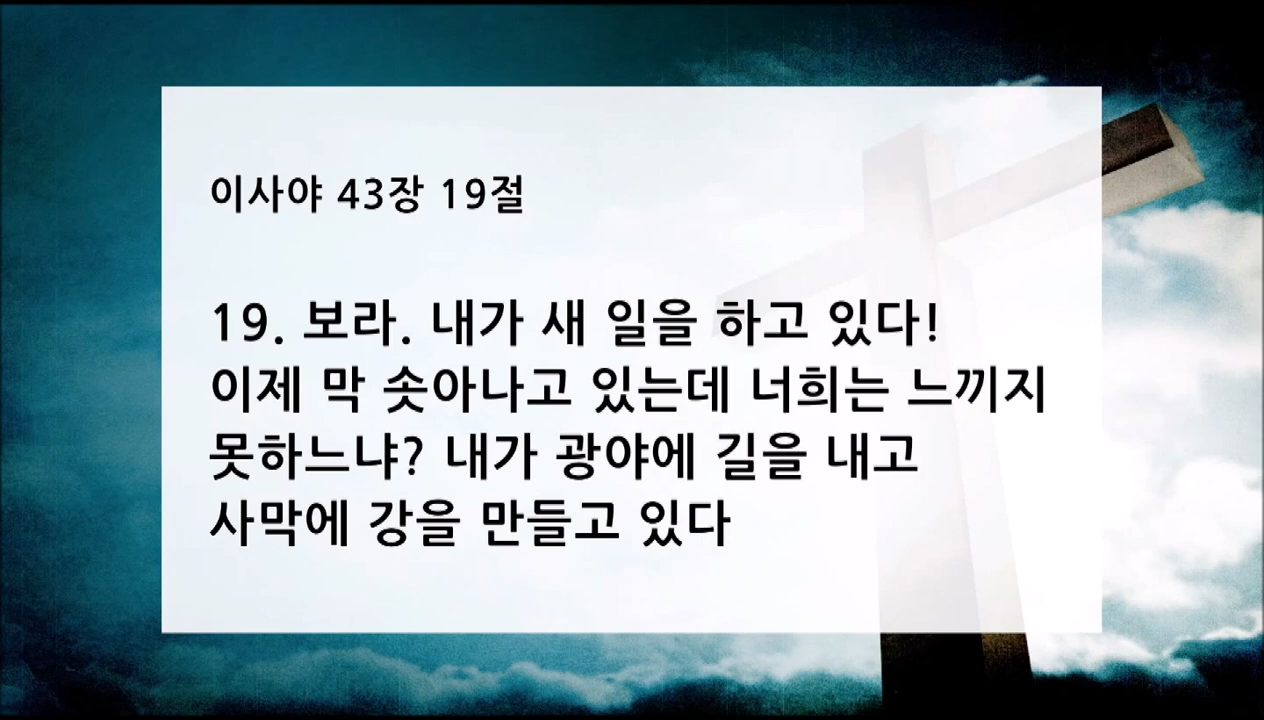 이사야 43장 19절
19. 보라. 내가 새 일을 하고 있다!
이제 막 솟아나고 있는데 너희는 느끼지
못하느냐? 내가 광야에 길을 내고
사막에 강을 만들고 있다